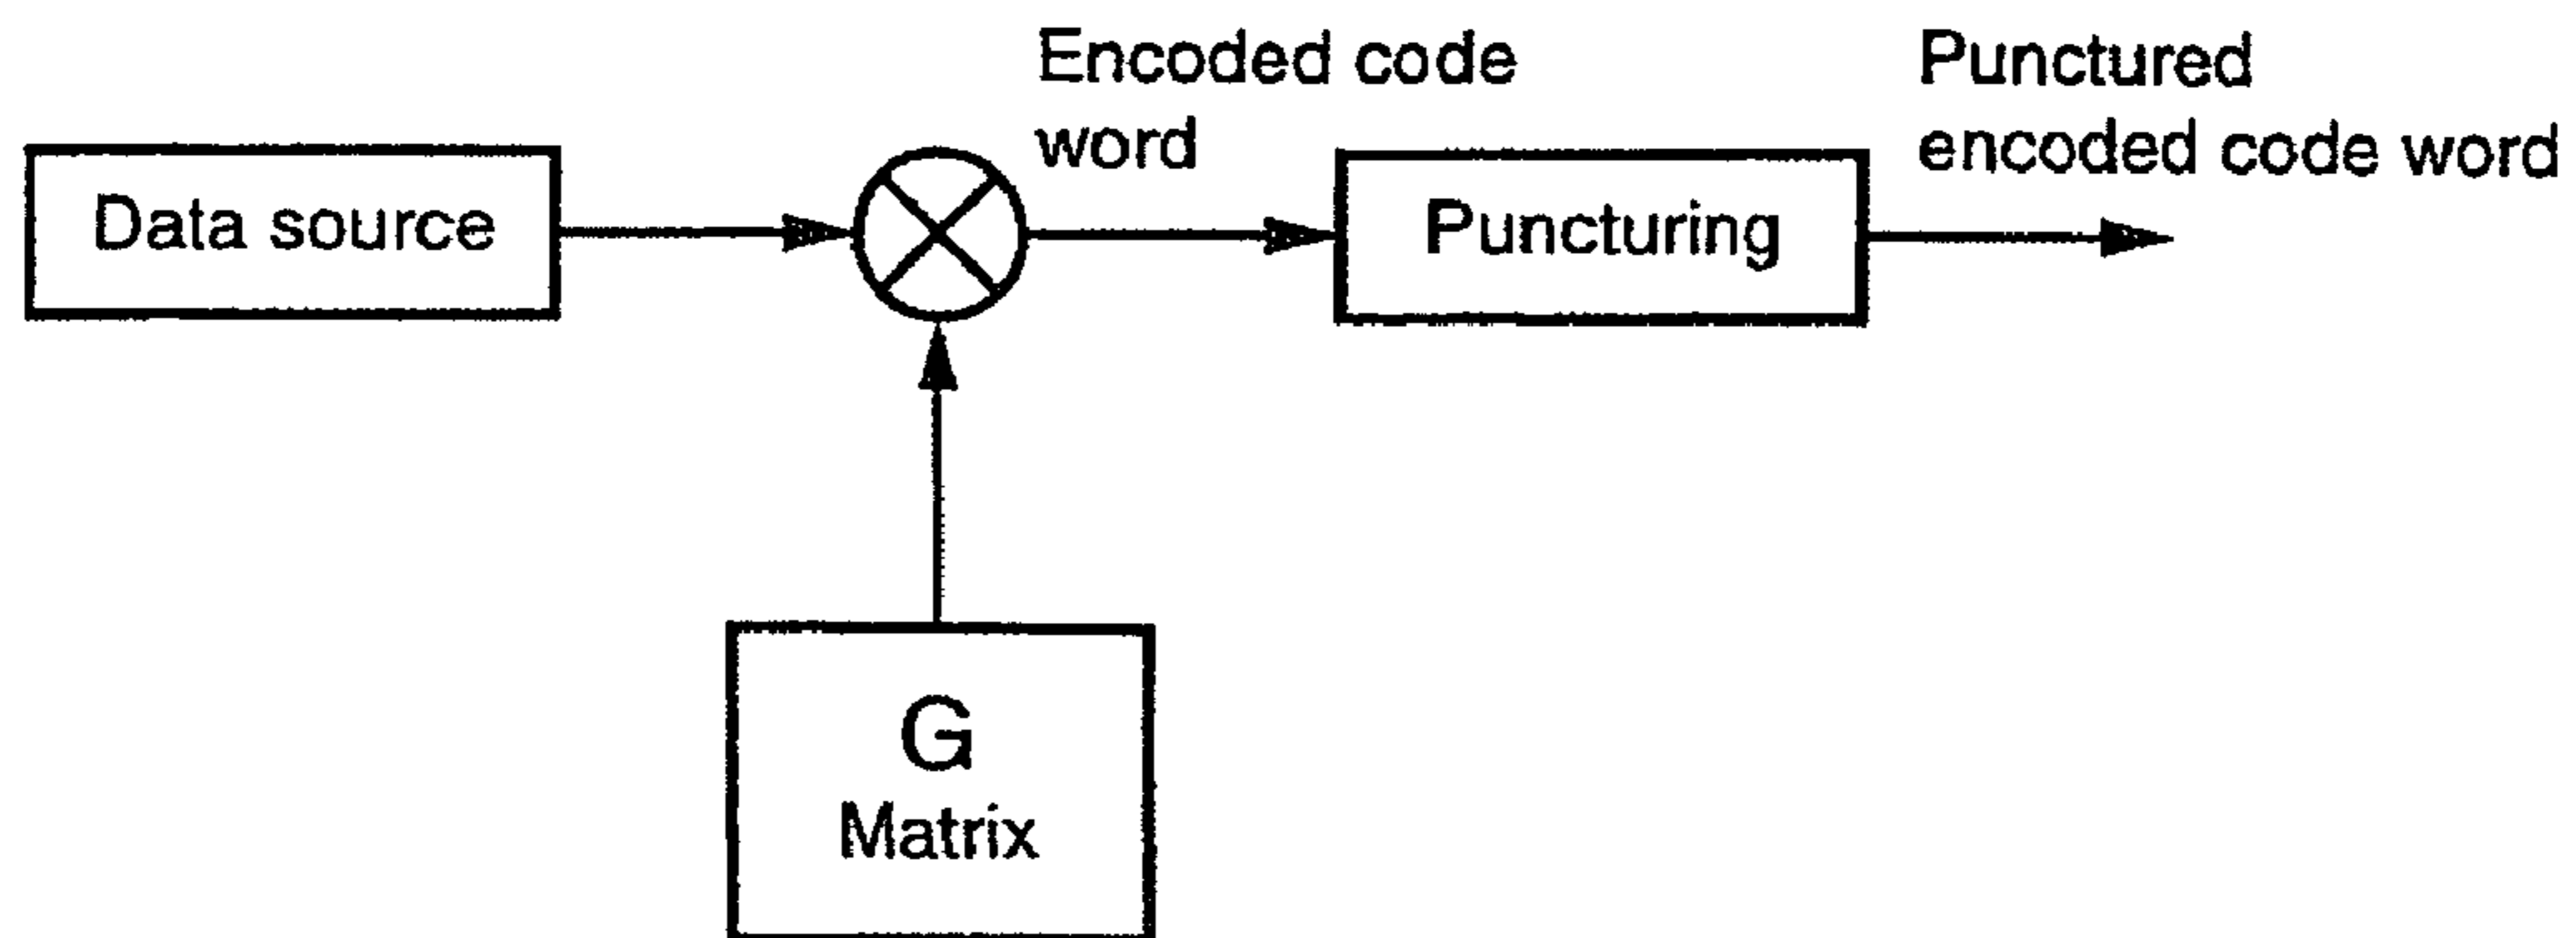 Encoded code
word
Punctured
encoded code word
Data source
Puncturing
G
Matrix